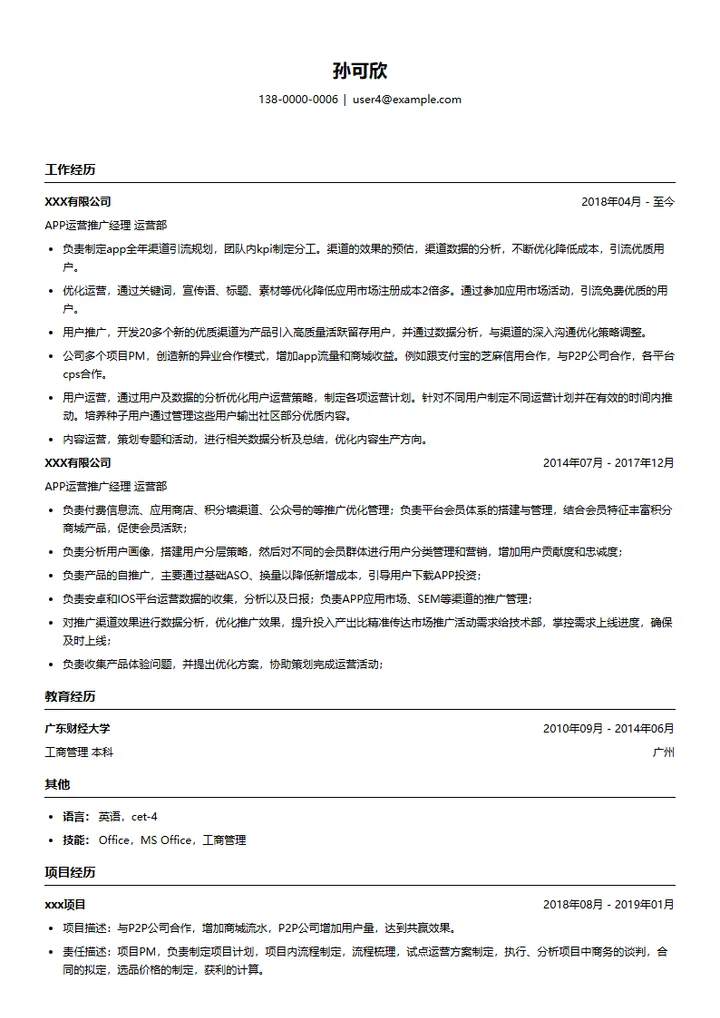 孙可欣
138-0000-0006 | user4@example.com
工作经历
XXX有限公司 2018年04月 - 至今
APP运营推广经理 运营部
• 负责制定app全年渠道引流规划，团队内kpi制定分工。渠道的效果的预估，渠道数据的分析，不断优化降低成本，引流优质用
户。
• 优化运营，通过关键词，宣传语、标题、素材等优化降低应用市场注册成本2倍多。通过参加应用市场活动，引流免费优质的用
户。
• 用户推广，开发20多个新的优质渠道为产品引入高质量活跃留存用户，并通过数据分析，与渠道的深入沟通优化策略调整。
• 公司多个项目PM，创造新的异业合作模式，增加app流量和商城收益。例如跟支付宝的芝麻信用合作，与P2P公司合作，各平台
cps合作。
• 用户运营，通过用户及数据的分析优化用户运营策略，制定各项运营计划。针对不同用户制定不同运营计划并在有效的时间内推
动。培养种子用户通过管理这些用户输出社区部分优质内容。
• 内容运营，策划专题和活动，进行相关数据分析及总结，优化内容生产方向。
XXX有限公司 2014年07月 - 2017年12月
APP运营推广经理 运营部
• 负责付费信息流、应用商店、积分墙渠道、公众号的等推广优化管理；负责平台会员体系的搭建与管理，结合会员特征丰富积分
商城产品，促使会员活跃；
• 负责分析用户画像，搭建用户分层策略，然后对不同的会员群体进行用户分类管理和营销，增加用户贡献度和忠诚度；
• 负责产品的自推广，主要通过基础ASO、换量以降低新增成本，引导用户下载APP投资；
• 负责安卓和IOS平台运营数据的收集，分析以及日报；负责APP应用市场、SEM等渠道的推广管理；
• 对推广渠道效果进行数据分析，优化推广效果，提升投入产出比精准传达市场推广活动需求给技术部，掌控需求上线进度，确保
及时上线；
• 负责收集产品体验问题，并提出优化方案，协助策划完成运营活动；
教育经历
广东财经大学 2010年09月 - 2014年06月
工商管理 本科 广州
其他
• 语言： 英语，cet-4
• 技能： Office，MS Office，工商管理
项目经历
xxx项目 2018年08月 - 2019年01月
• 项目描述：与P2P公司合作，增加商城流水，P2P公司增加用户量，达到共赢效果。
• 责任描述：项目PM，负责制定项目计划，项目内流程制定，流程梳理，试点运营方案制定，执行、分析项目中商务的谈判，合
同的拟定，选品价格的制定，获利的计算。